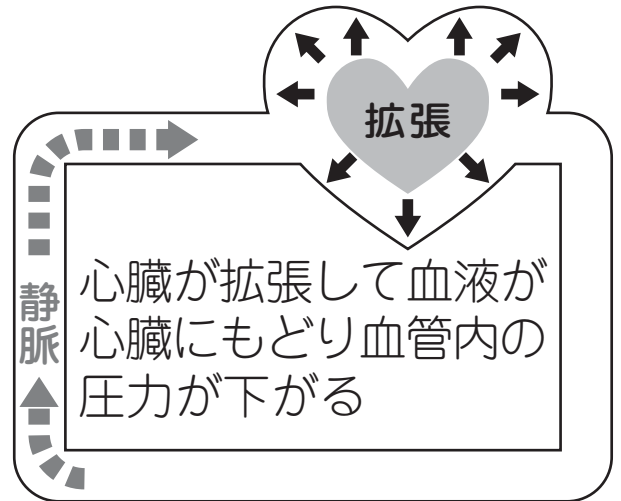 拡張
静脈
心臓が拡張して血液が
心臓にもどり血管内の
圧力が下がる